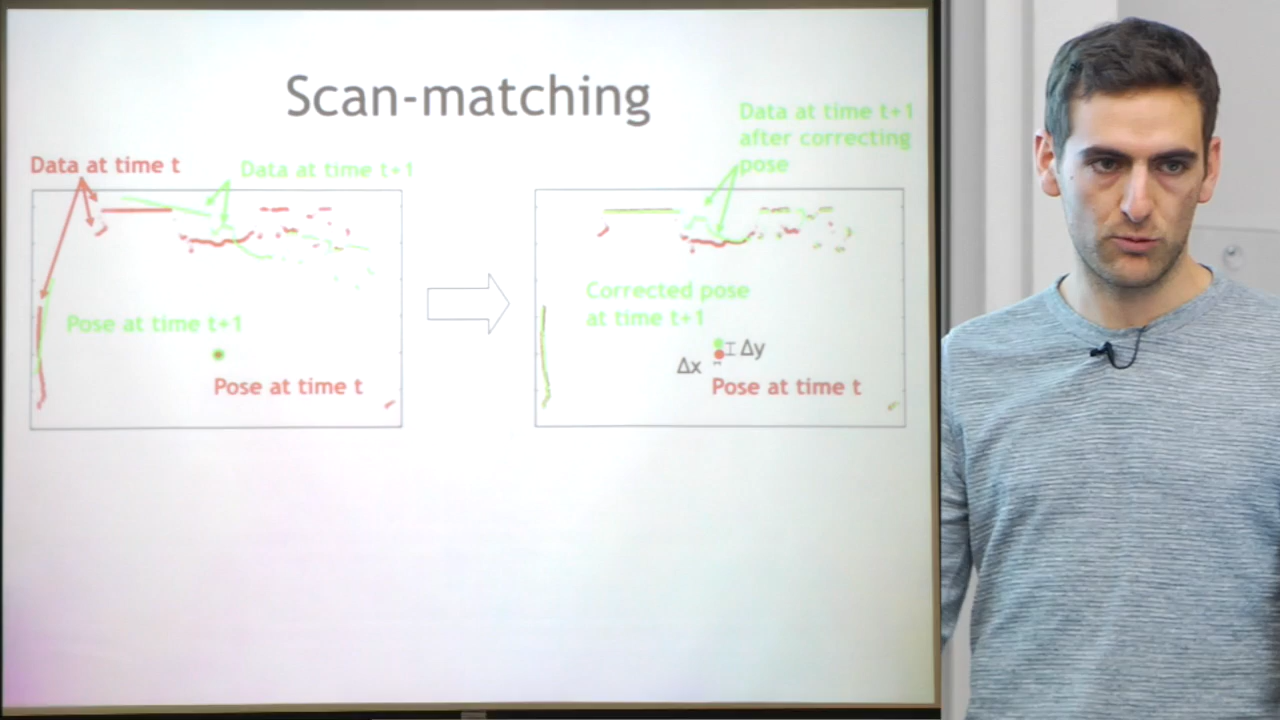 Scan-matching
Data at time t
Data at time t+1
Data at time t+1
after correcting
pose
Pose at time t+1
Pose at time t
Corrected pose
at time t+1
Δy
Δx
Pose at time t